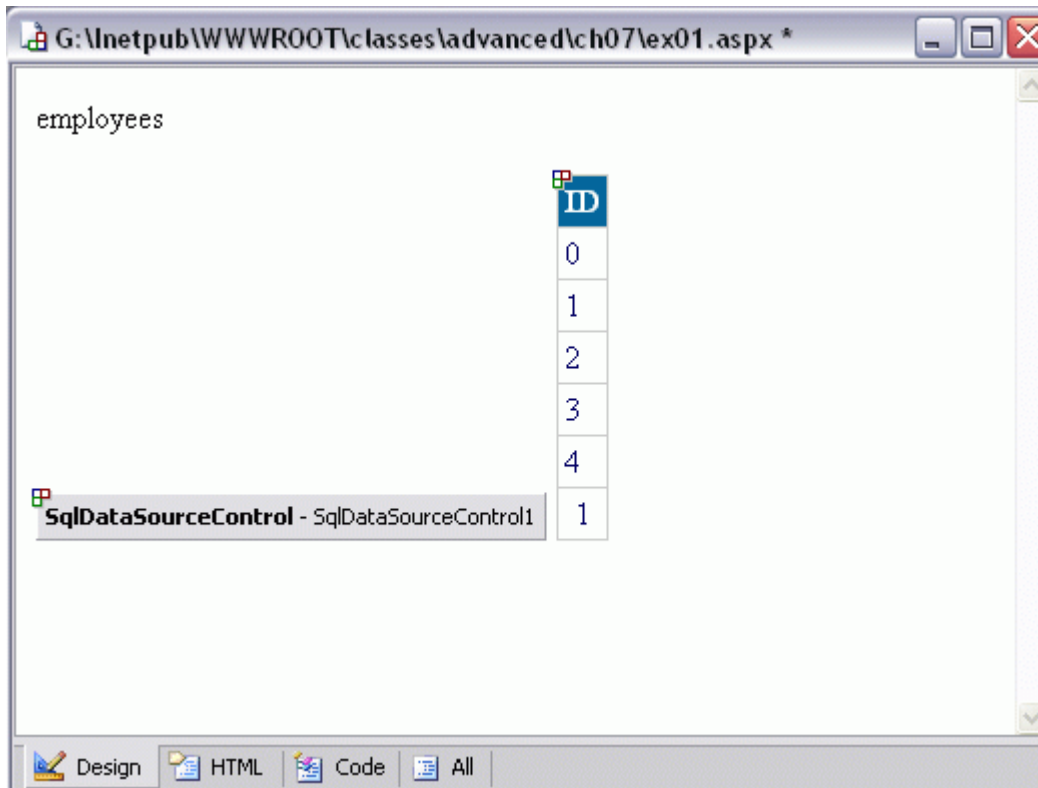 G:\Inetpub\WWWROOT\classes\advanced\ch07\ex01.aspx *
employees
ID
0
1
2
3
4
SqlDataSourceControl - SqlDataSourceControl1
1
Design HTML Code All